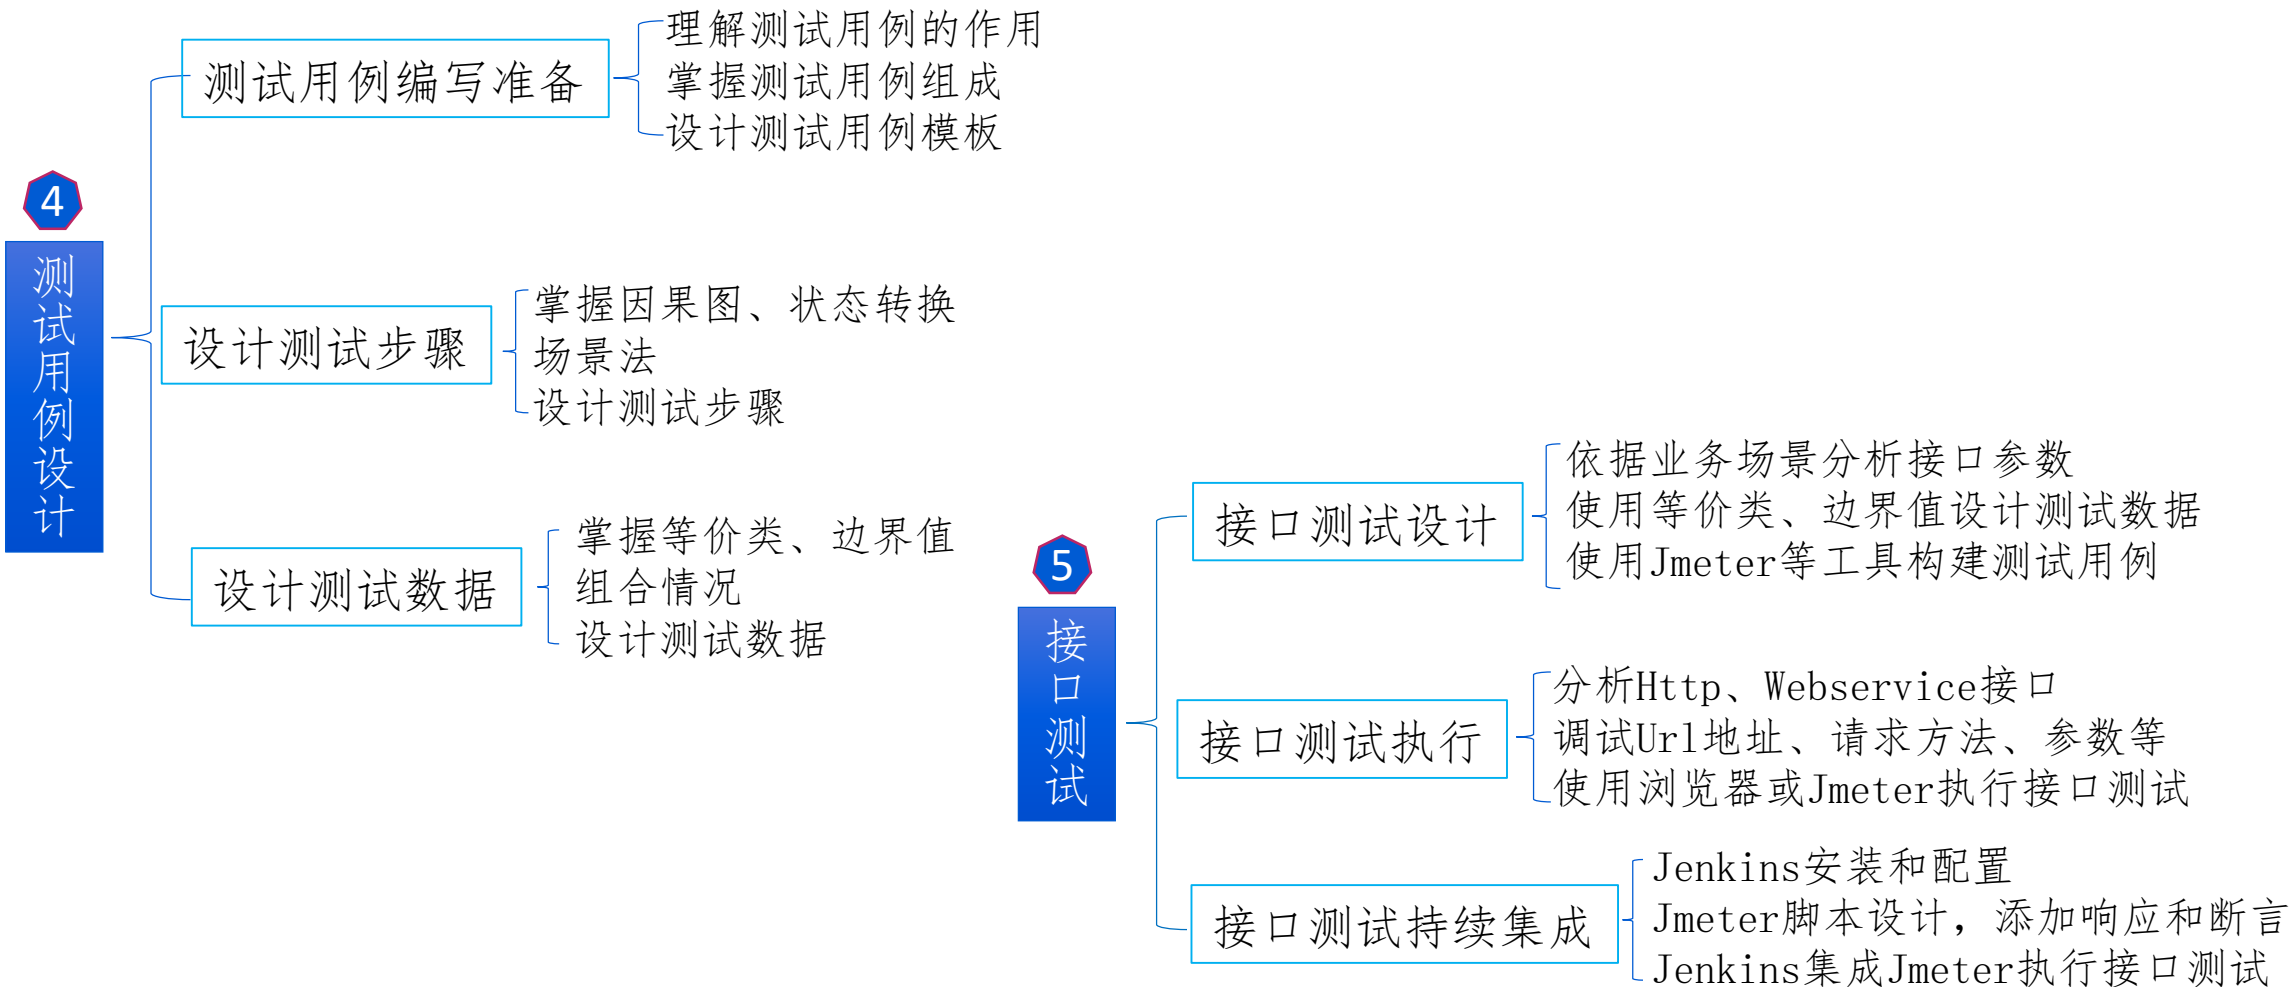 4
测试用例设计
测试用例编写准备
理解测试用例的作用
掌握测试用例组成
设计测试用例模板
设计测试步骤
掌握因果图、状态转换
场景法
设计测试步骤
设计测试数据
掌握等价类、边界值
组合情况
设计测试数据
5
接口测试
接口测试设计
依据业务场景分析接口参数
使用等价类、边界值设计测试数据
使用Jmeter等工具构建测试用例
接口测试执行
分析Http、Webservice接口
调试Url地址、请求方法、参数等
使用浏览器或Jmeter执行接口测试
接口测试持续集成
Jenkins安装和配置
Jmeter脚本设计，添加响应和断言
Jenkins集成Jmeter执行接口测试